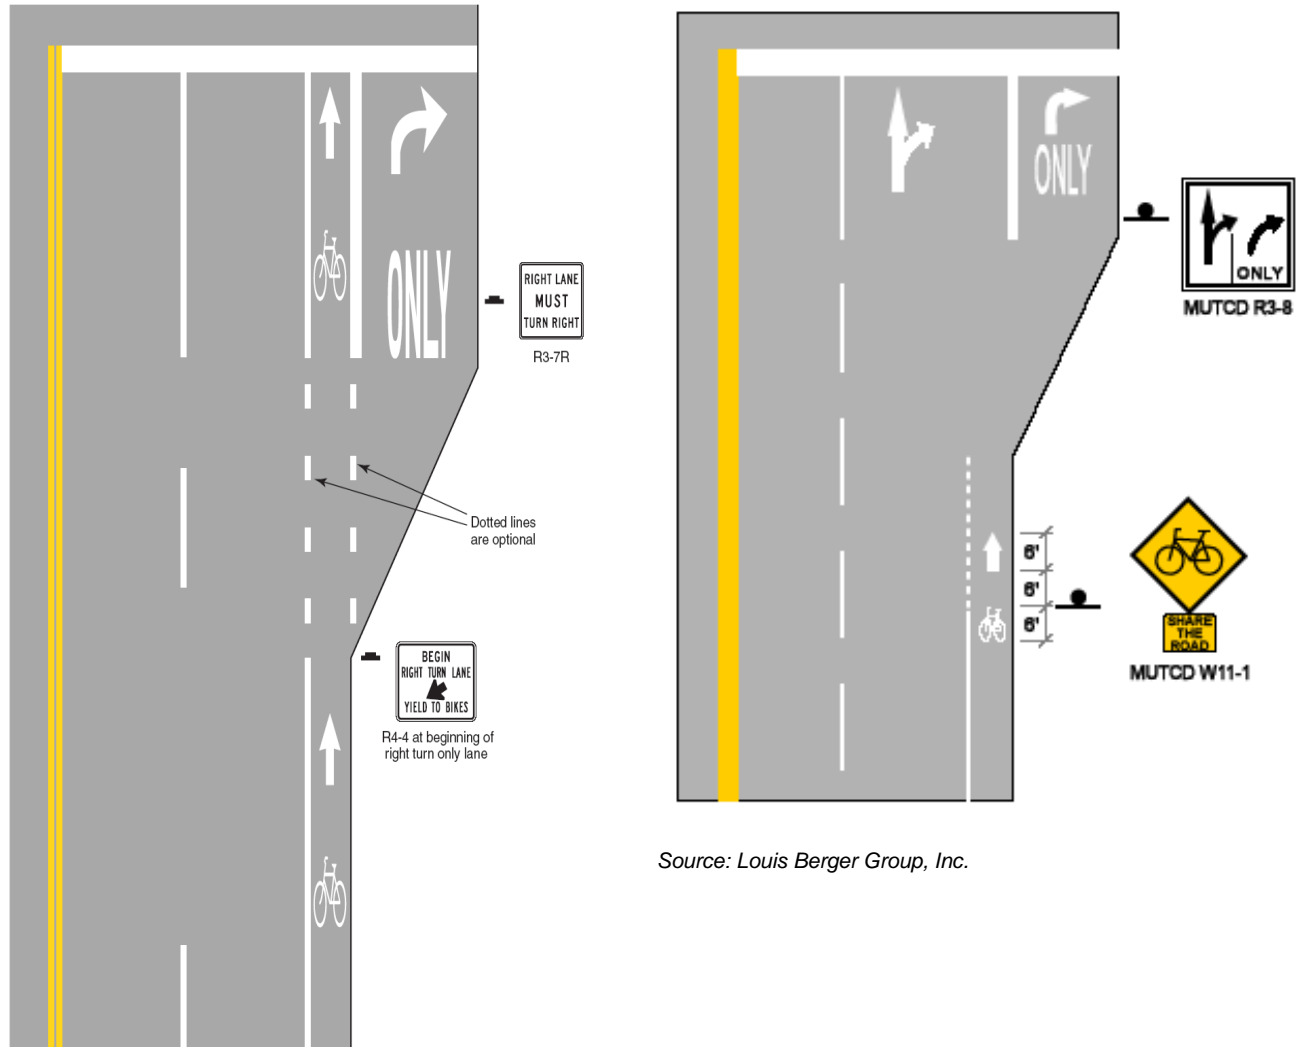 ONLY
RIGHT LANE
MUST
TURN RIGHT
R3-7R
Dotted lines
are optional
BEGIN
RIGHT TURN LANE
YIELD TO BIKES
R4-4 at beginning of
right turn only lane
ONLY
ONLY
MUTCD R3-8
6'
6'
6'
SHARE
THE
ROAD
MUTCD W11-1
Source: Louis Berger Group, Inc.